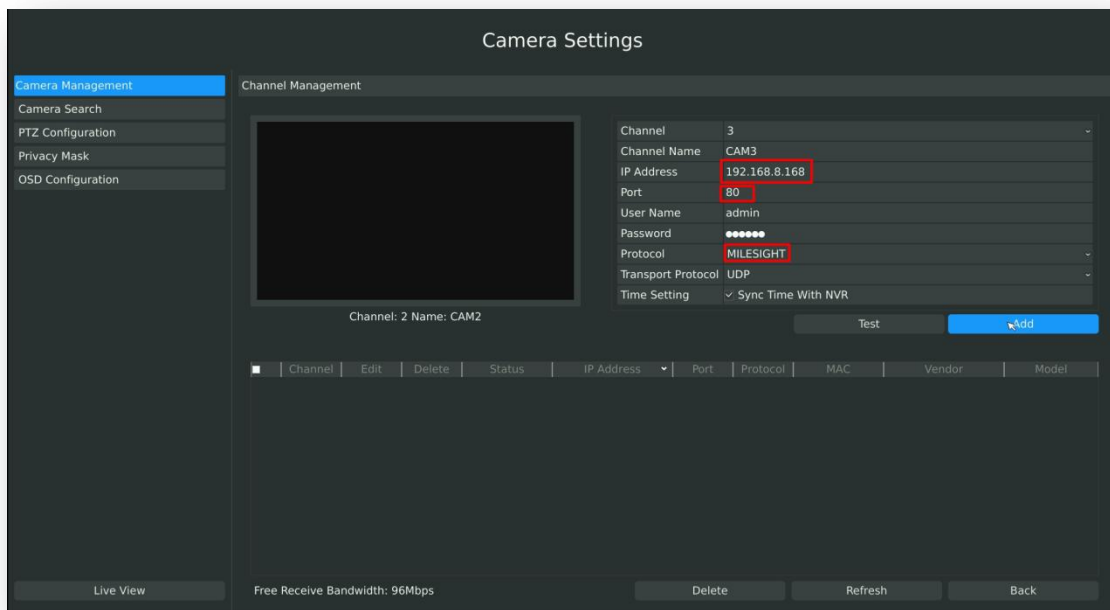 Camera Settings
Camera Management
Camera Search
PTZ Configuration
Privacy Mask
OSD Configuration
Channel Management
Channel 3
Channel Name CAM3
IP Address 192.168.8.168
Port 80
User Name admin
Password ●●●●●●
Protocol MILESIGHT
Transport Protocol UDP
Time Setting Sync Time With NVR
Channel: 2 Name: CAM2
Test Add
Channel Edit Delete Status IP Address Port Protocol MAC Vendor Model
Live View
Free Receive Bandwidth: 96Mbps
Delete Refresh Back